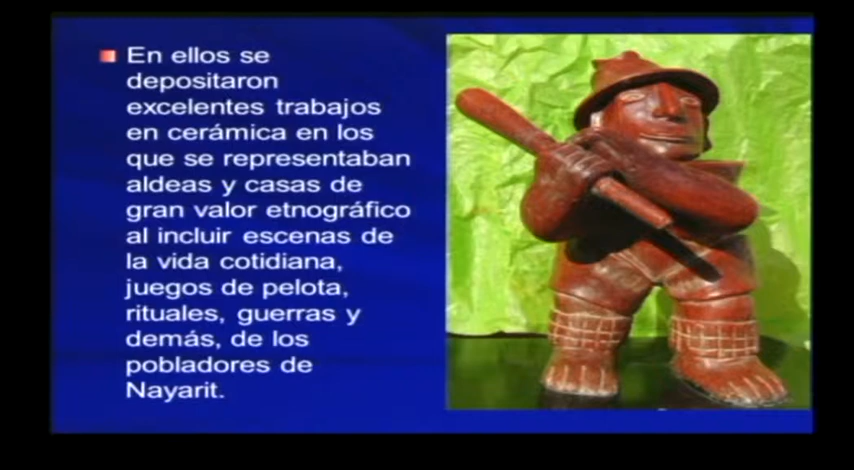 En ellos se
depositaron
excelentes trabajos
en cerámica en los
que se representaban
aldeas y casas de
gran valor etnográfico
al incluir escenas de
la vida cotidiana,
juegos de pelota,
rituales, guerras y
demás, de los
pobladores de
Nayarit.